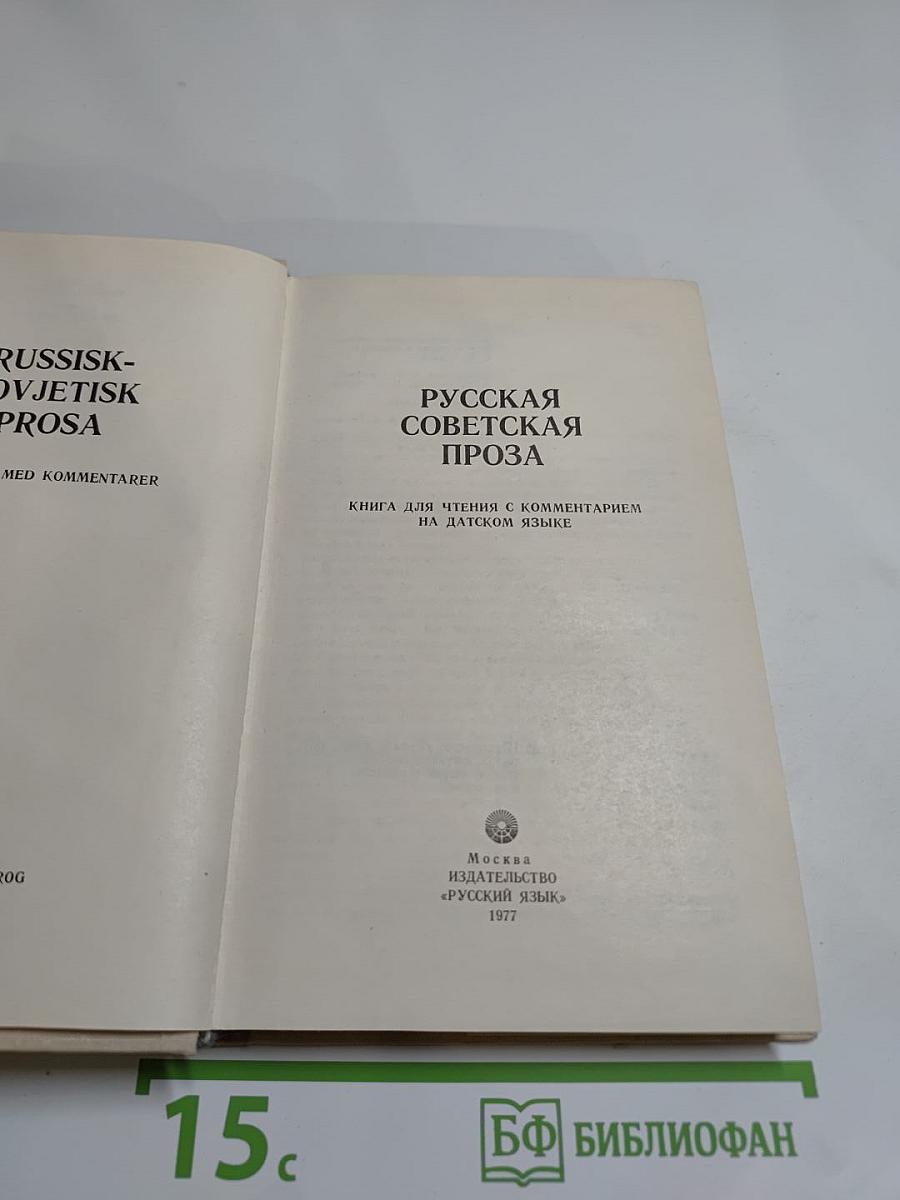 RUSSISK-
OVJETISK
PROSA
MED KOMMENTARER
ROG
РУССКАЯ
СОВЕТСКАЯ
ПРОЗА
КНИГА ДЛЯ ЧТЕНИЯ С КОММЕНТАРИЕМ
НА ДАТСКОМ ЯЗЫКЕ
Москва
ИЗДАТЕЛЬСТВО
«РУССКИЙ ЯЗЫК»
1977
15 с
БФ БИБЛИОФАН